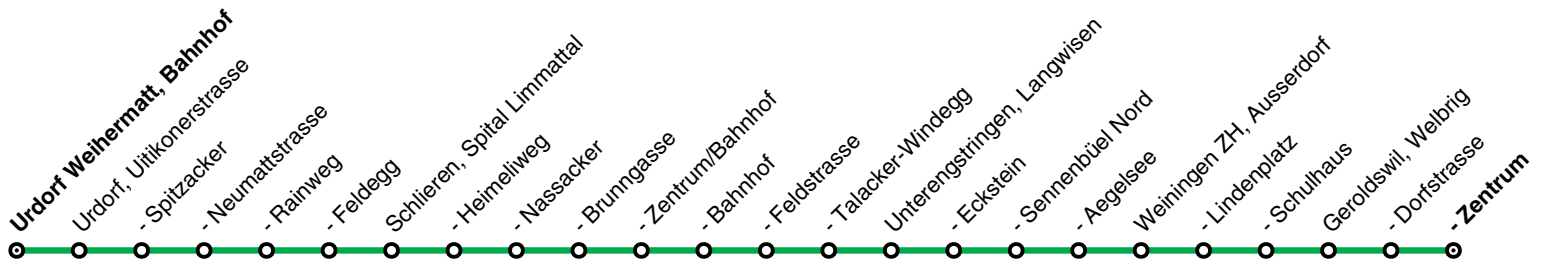 Urdorf Weihermatt, Bahnhof
Urdorf, Uitikonerstrasse
- Spitzacker
- Neumattstrasse
- Rainweg
- Feldegg
Schlieren, Spital Limmattal
- Heimeliweg
- Nassacker
- Brunngasse
- Zentrum/Bahnhof
- Bahnhof
- Feldstrasse
- Talacker-Windegg
Unterengstringen, Langwisen
- Eckstein
- Sennenbüel Nord
- Aegelsee
Weiningen ZH, Ausserdorf
- Lindenplatz
- Schulhaus
Geroldswil, Welbrig
- Dorfstrasse
- Zentrum